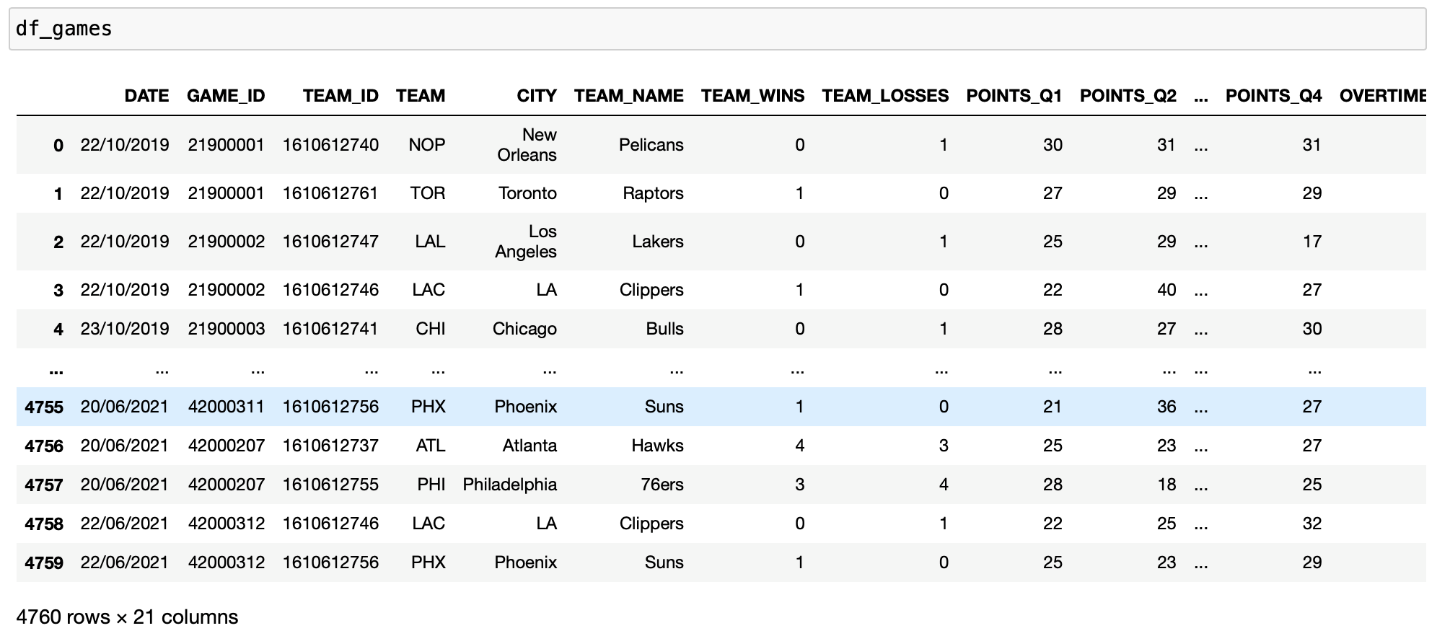 df_games
DATE GAME_ID TEAM_ID TEAM CITY TEAM_NAME TEAM_WINS TEAM_LOSSES POINTS_Q1 POINTS_Q2 ... POINTS_Q4 OVERTIME
0 22/10/2019 21900001 1610612740 NOP New Orleans Pelicans 0 1 30 31 ... 31
1 22/10/2019 21900001 1610612761 TOR Toronto Raptors 1 0 27 29 ... 29
2 22/10/2019 21900002 1610612747 LAL Los Angeles Lakers 0 1 25 29 ... 17
3 22/10/2019 21900002 1610612746 LAC LA Clippers 1 0 22 40 ... 27
4 23/10/2019 21900003 1610612741 CHI Chicago Bulls 0 1 28 27 ... 30
... ... ... ... ... ... ... ... ... ... ... ... ...
4755 20/06/2021 42000311 1610612756 PHX Phoenix Suns 1 0 21 36 ... 27
4756 20/06/2021 42000207 1610612737 ATL Atlanta Hawks 4 3 25 23 ... 27
4757 20/06/2021 42000207 1610612755 PHI Philadelphia 76ers 3 4 28 18 ... 25
4758 22/06/2021 42000312 1610612746 LAC LA Clippers 0 1 22 25 ... 32
4759 22/06/2021 42000312 1610612756 PHX Phoenix Suns 1 0 25 23 ... 29
4760 rows × 21 columns